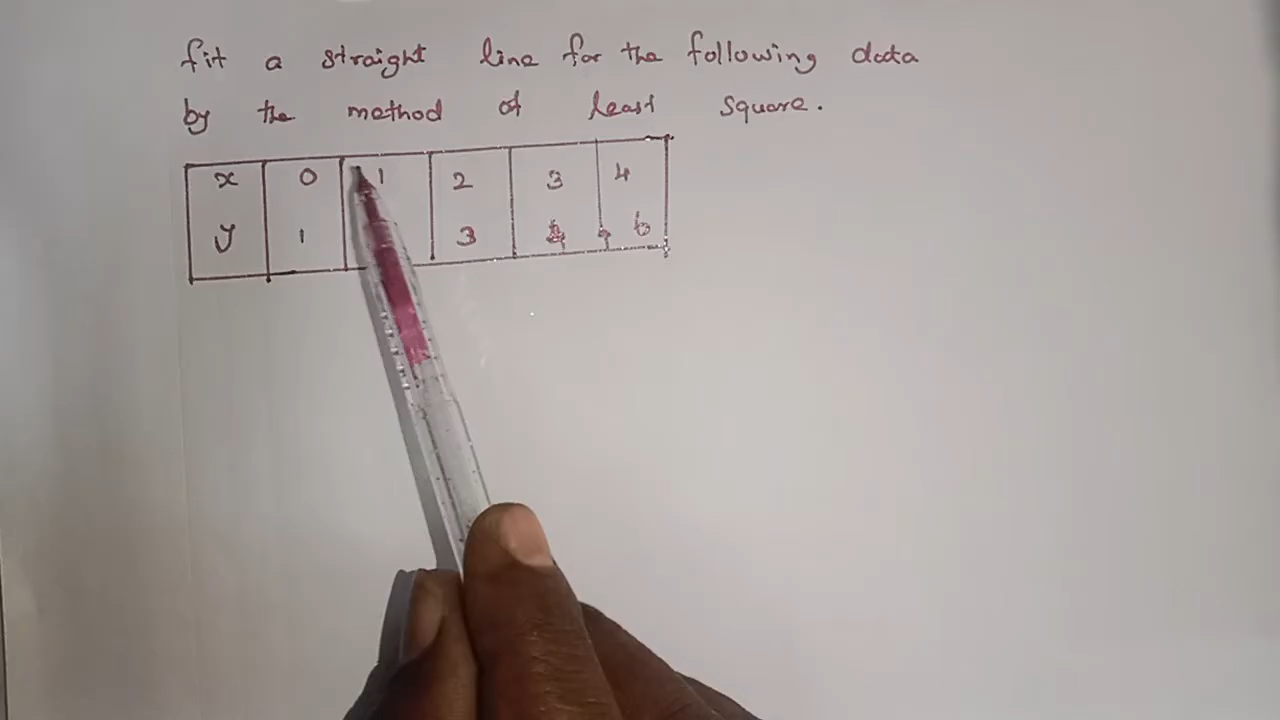 fit a straight line for the following data
by the method of least square.
x 0 1 2 3 4
y 1 3 6